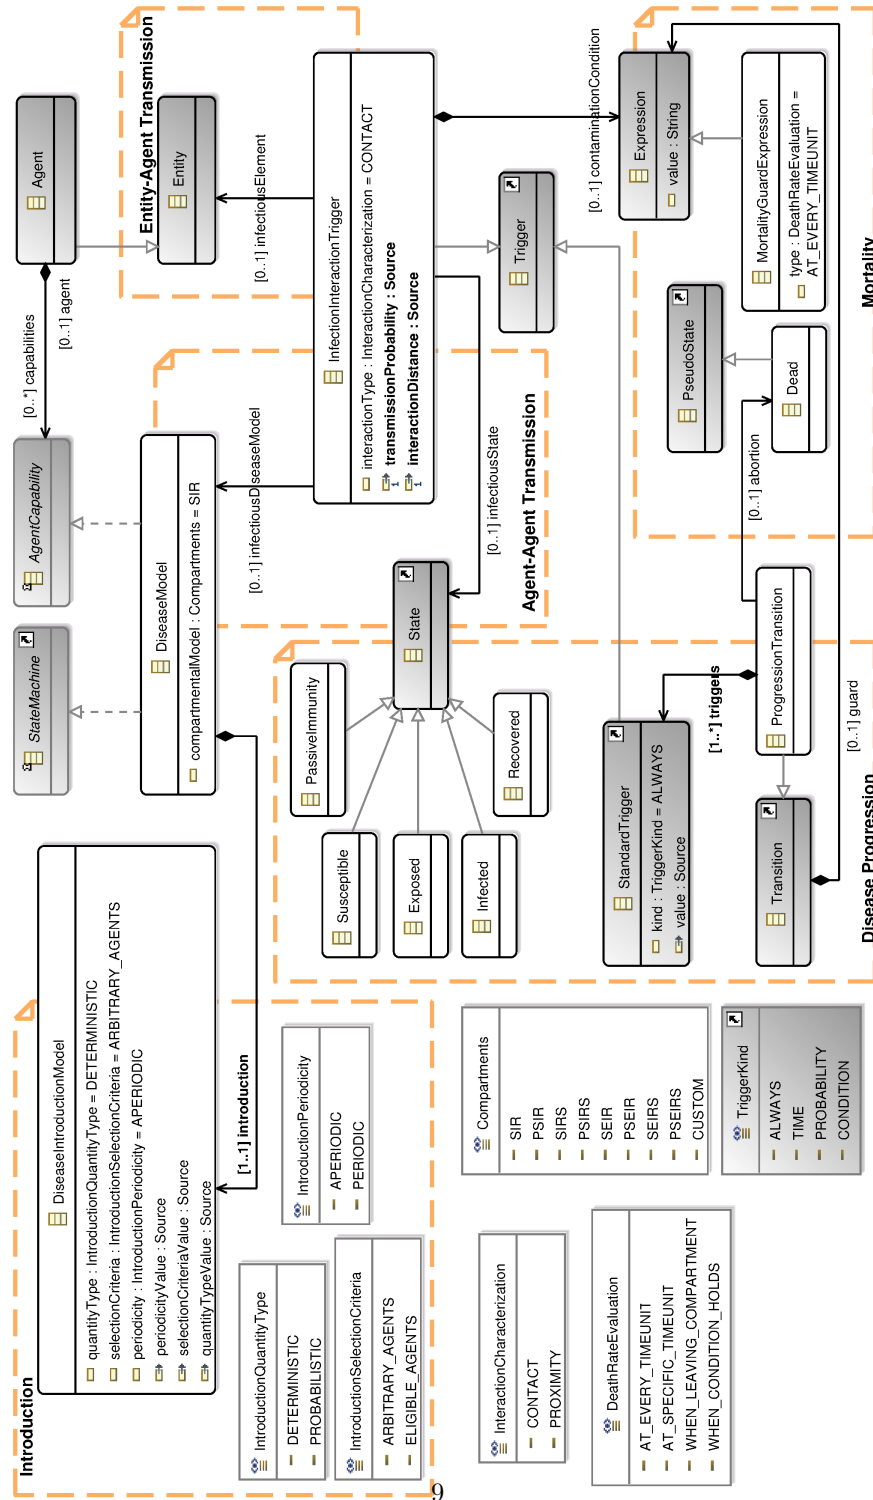 Introduction
DiseaseIntroductionModel
quantityType : IntroductionQuantityType = DETERMINISTIC
selectionCriteria : IntroductionSelectionCriteria = ARBITRARY_AGENTS
periodicity : IntroductionPeriodicity = APERIODIC
periodicityValue : Source
selectionCriteriaValue : Source
quantityTypeValue : Source
[1..1] introduction
IntroductionQuantityType
DETERMINISTIC
PROBABILISTIC
IntroductionPeriodicity
APERIODIC
PERIODIC
IntroductionSelectionCriteria
ARBITRARY_AGENTS
ELIGIBLE_AGENTS
InteractionCharacterization
CONTACT
PROXIMITY
Compartments
SIR
PSIR
SIRS
PSIRS
SEIR
PSEIR
SEIRS
PSEIRS
CUSTOM
DeathRateEvaluation
AT_EVERY_TIMEUNIT
AT_SPECIFIC_TIMEUNIT
WHEN_LEAVING_COMPARTMENT
WHEN_CONDITION_HOLDS
TriggerKind
ALWAYS
TIME
PROBABILITY
CONDITION
StateMachine
AgentCapability
[0..*] capabilities
[0..1] agent
Agent
DiseaseModel
compartmentalModel : Compartments = SIR
[0..1] infectiousDiseaseModel
Entity-Agent Transmission
Entity
[0..1] infectiousElement
InfectionInteractionTrigger
interactionType : InteractionCharacterization = CONTACT
transmissionProbability : Source
interactionDistance : Source
1
1
[0..1] infectiousState
Agent-Agent Transmission
Trigger
[0..1] contaminationCondition
PassiveImmunity
Susceptible
Exposed
Infected
Recovered
State
StandardTrigger
kind : TriggerKind = ALWAYS
value : Source
[1..*] triggers
Transition
ProgressionTransition
[0..1] guard
[0..1] abortion
Disease Progression
Expression
value : String
MortalityGuardExpression
type : DeathRateEvaluation =
AT_EVERY_TIMEUNIT
PseudoState
Dead
Mortality
9